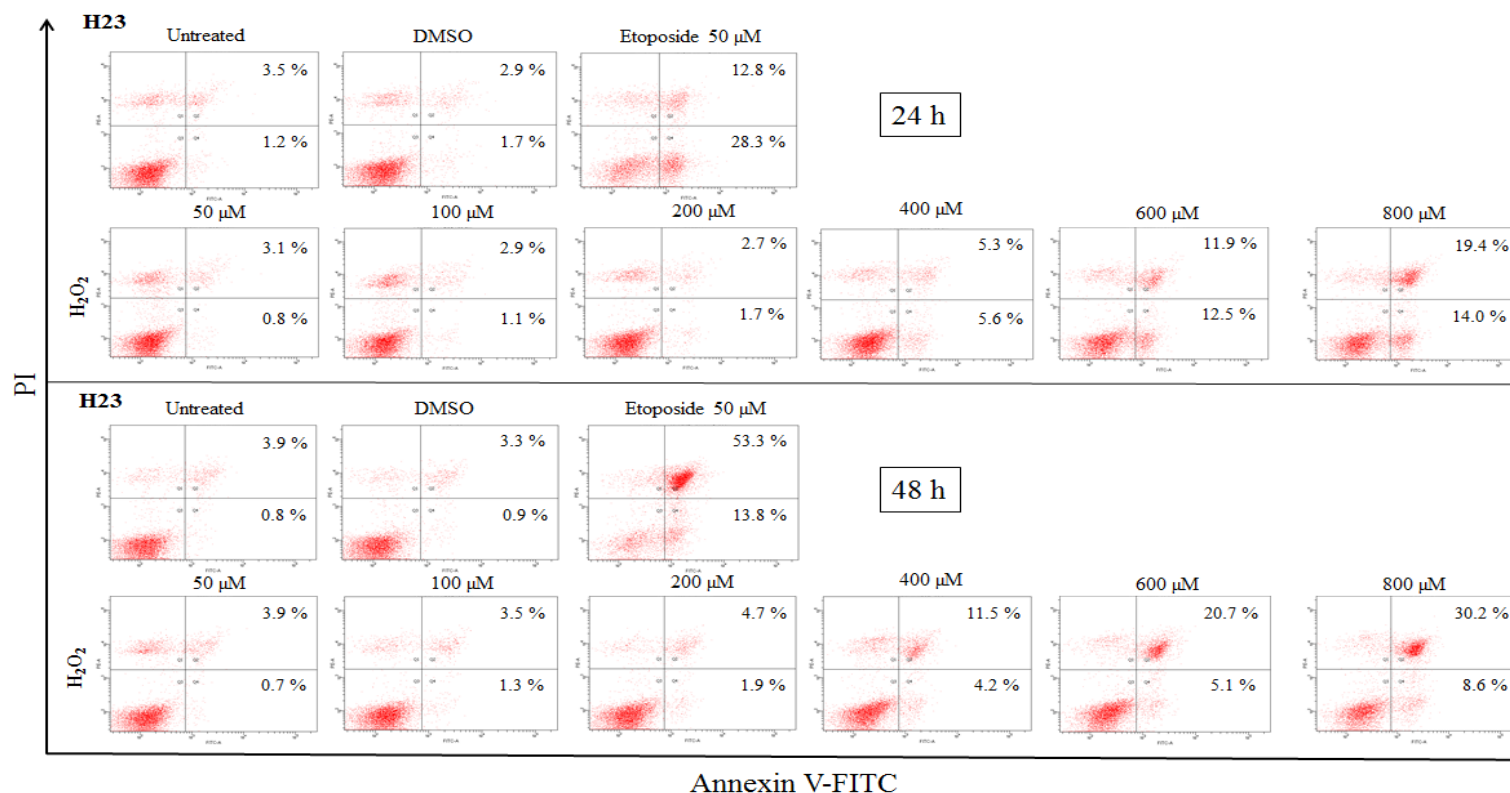 H23
Untreated DMSO Etoposide 50 µM
3.5 % 2.9 % 12.8 %
24 h
1.2 % 1.7 % 28.3 %
50 µM 100 µM 200 µM 400 µM 600 µM 800 µM
3.1 % 2.9 % 2.7 % 5.3 % 11.9 % 19.4 %
H₂O₂
0.8 % 1.1 % 1.7 % 5.6 % 12.5 % 14.0 %
PI
H23
Untreated DMSO Etoposide 50 µM
3.9 % 3.3 % 53.3 %
48 h
0.8 % 0.9 % 13.8 %
50 µM 100 µM 200 µM 400 µM 600 µM 800 µM
3.9 % 3.5 % 4.7 % 11.5 % 20.7 % 30.2 %
H₂O₂
0.7 % 1.3 % 1.9 % 4.2 % 5.1 % 8.6 %
Annexin V-FITC